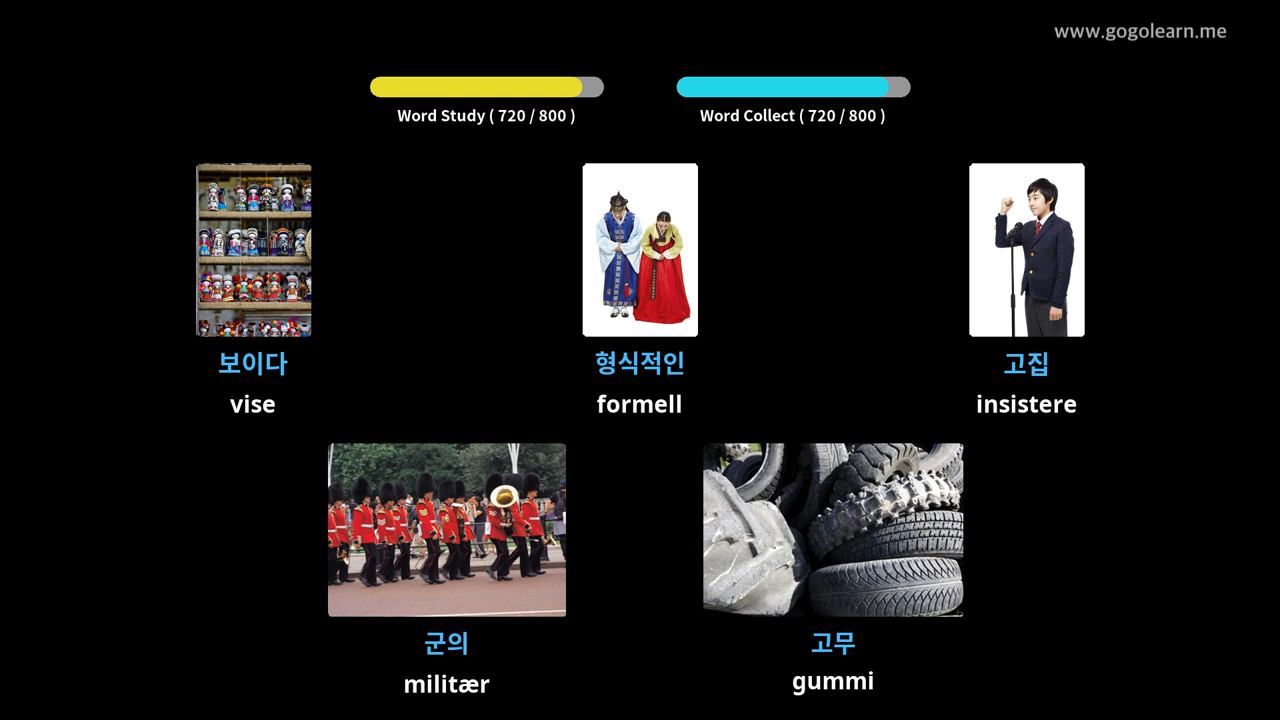 www.gogolearn.me
Word Study ( 720 / 800 )
Word Collect ( 720 / 800 )
보이다
vise
형식적인
formell
고집
insistere
군의
militær
고무
gummi